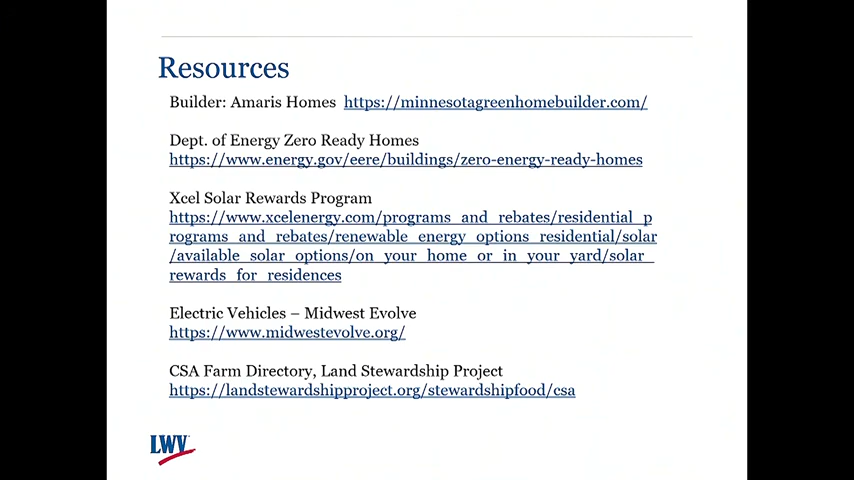 Resources
Builder: Amaris Homes https://minnesotagreenhomebuilder.com/
Dept. of Energy Zero Ready Homes
https://www.energy.gov/eere/buildings/zero-energy-ready-homes
Xcel Solar Rewards Program
https://www.xcelenergy.com/programs_and_rebates/residential_p
rograms_and_rebates/renewable_energy_options_residential/solar
/available_solar_options/on_your_home_or_in_your_yard/solar_
rewards_for_residences
Electric Vehicles – Midwest Evolve
https://www.midwestevolve.org/
CSA Farm Directory, Land Stewardship Project
https://landstewardshipproject.org/stewardshipfood/csa
LWV